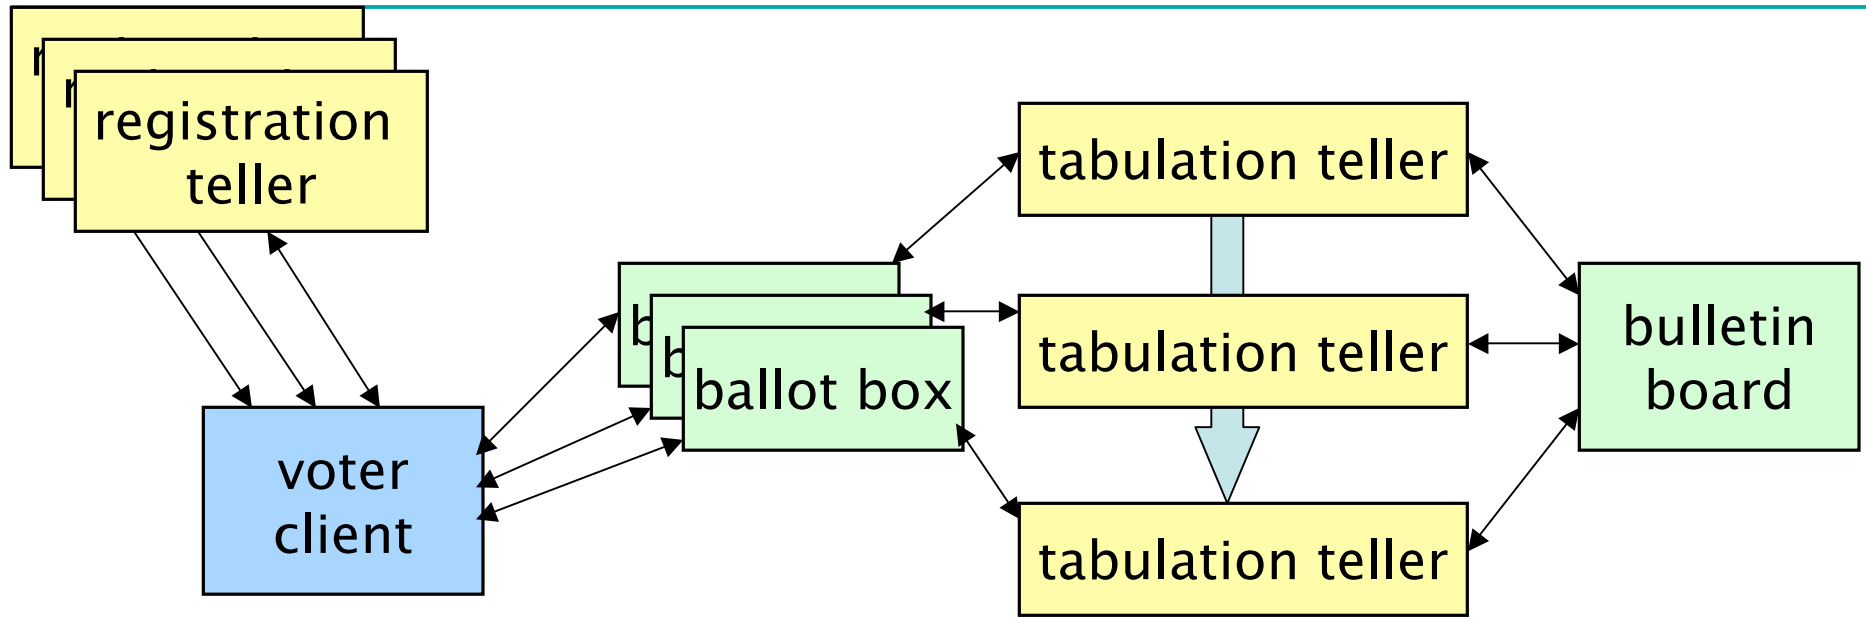 registration
teller
tabulation teller
tabulation teller
tabulation teller
ballot box
voter
client
bulletin
board